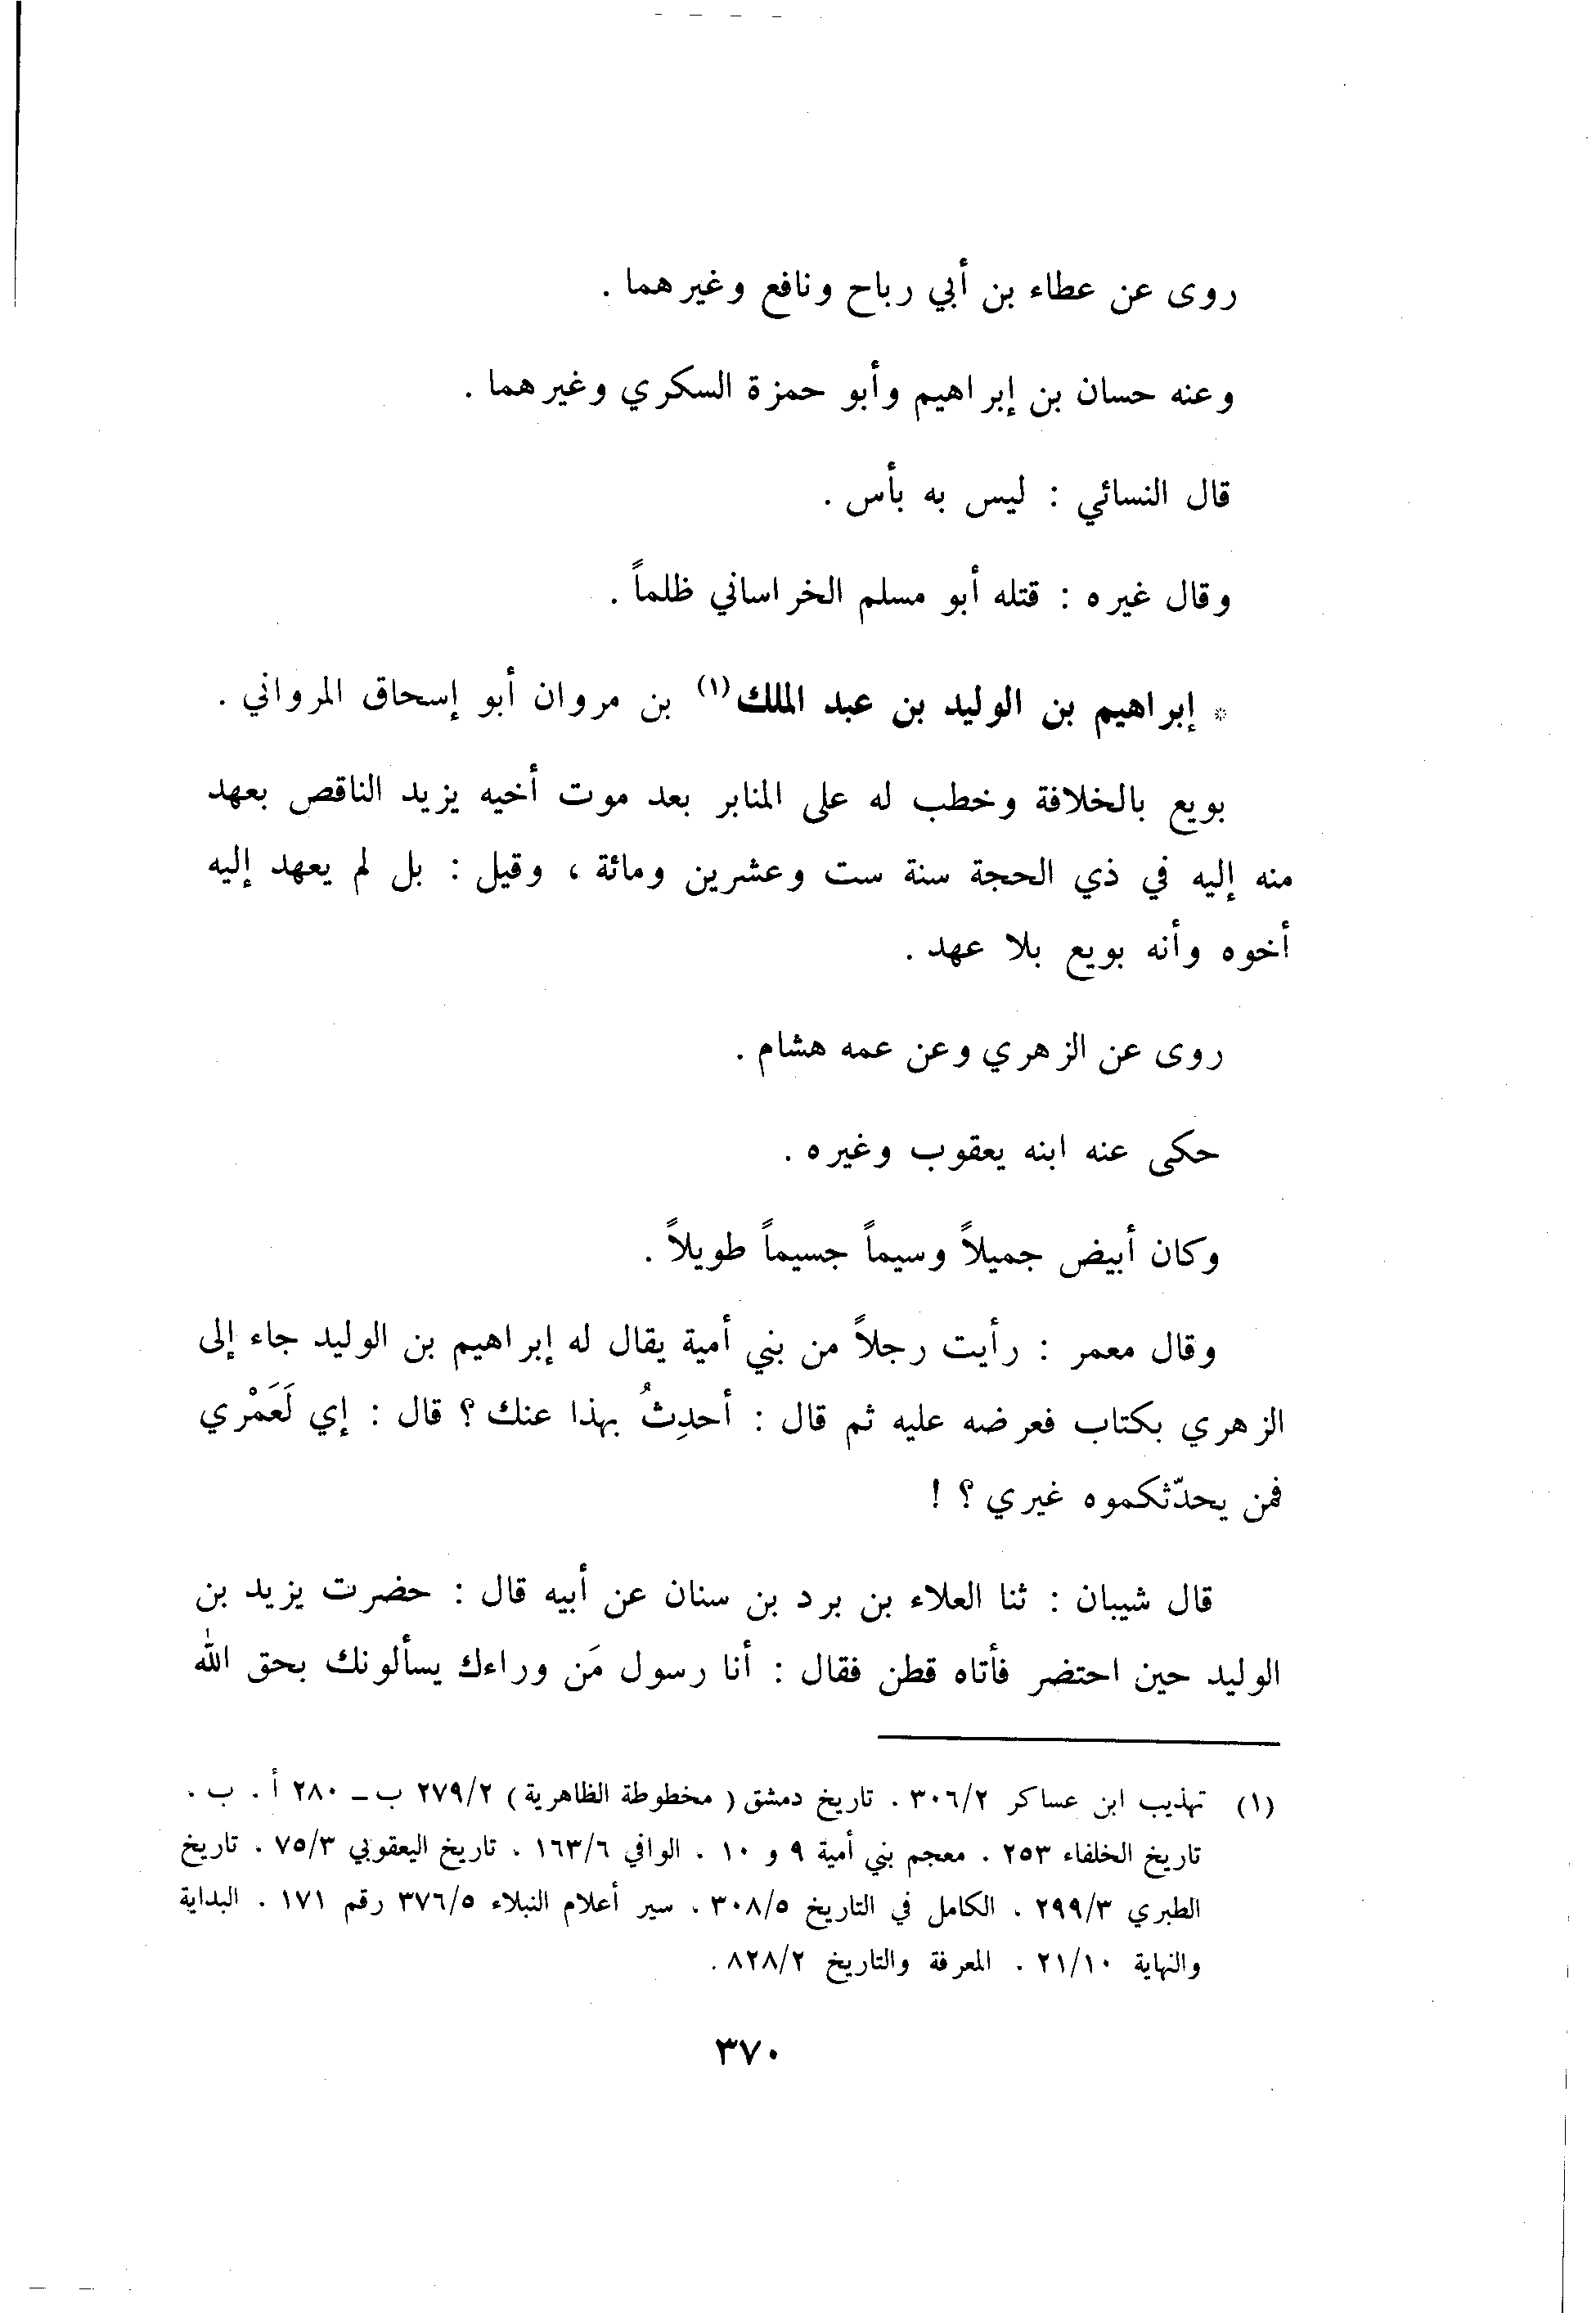 روى عن عطاء بن أبي رباح ونافع وغيرهما .
وعنه حسان بن إبراهيم وأبو حمزة السكري وغيرهما .
قال النسائي : ليس به بأس .
وقال غيره : قتله أبو مسلم الخراساني ظلماً .
* إبراهيم بن الوليد بن عبد الملك(١) بن مروان أبو إسحاق المرواني .
بويع بالخلافة وخطب له على المنابر بعد موت أخيه يزيد الناقص بعهد
منه إليه في ذي الحجة سنة ست وعشرين ومائة ، وقيل : بل لم يعهد إليه
أخوه وأنه بويع بلا عهد .
روى عن الزهري وعن عمه هشام .
حكى عنه ابنه يعقوب وغيره .
وكان أبيض جميلاً وسيماً جسيماً طويلاً .
وقال معمر : رأيت رجلاً من بني أمية يقال له إبراهيم بن الوليد جاء إلى
الزهري بكتاب فعرضه عليه ثم قال : أحدِثُ بهذا عنك ؟ قال : إي لَعَمْري
فمن يحدّثكموه غيري ؟ !
قال شيبان : ثنا العلاء بن برد بن سنان عن أبيه قال : حضرت يزيد بن
الوليد حين احتضر فأتاه قطن فقال : أنا رسول مَن وراءك يسألونك بحق الله
(١) تهذيب ابن عساكر ٣٠٦/٢ . تاريخ دمشق ( مخطوطة الظاهرية ) ٢٧٩/٢ ب ـ ٢٨٠ أ . ب .
تاريخ الخلفاء ٢٥٣ . معجم بني أمية ٩ و ١٠ . الوافي ١٦٣/٦ . تاريخ اليعقوبي ٧٥/٣ . تاريخ
الطبري ٢٩٩/٣ . الكامل في التاريخ ٣٠٨/٥ . سير أعلام النبلاء ٣٧٦/٥ رقم ١٧١ . البداية
والنهاية ٢١/١٠ . المعرفة والتاريخ ٨٢٨/٢ .
٣٧٠